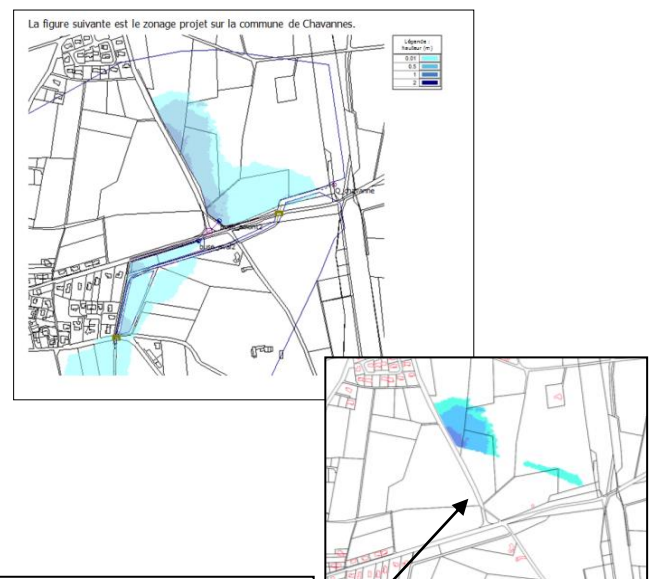 La figure suivante est le zonage projet sur la commune de Chavannes.
Légende :
hauteur (m)
0.01
0.5
1
2